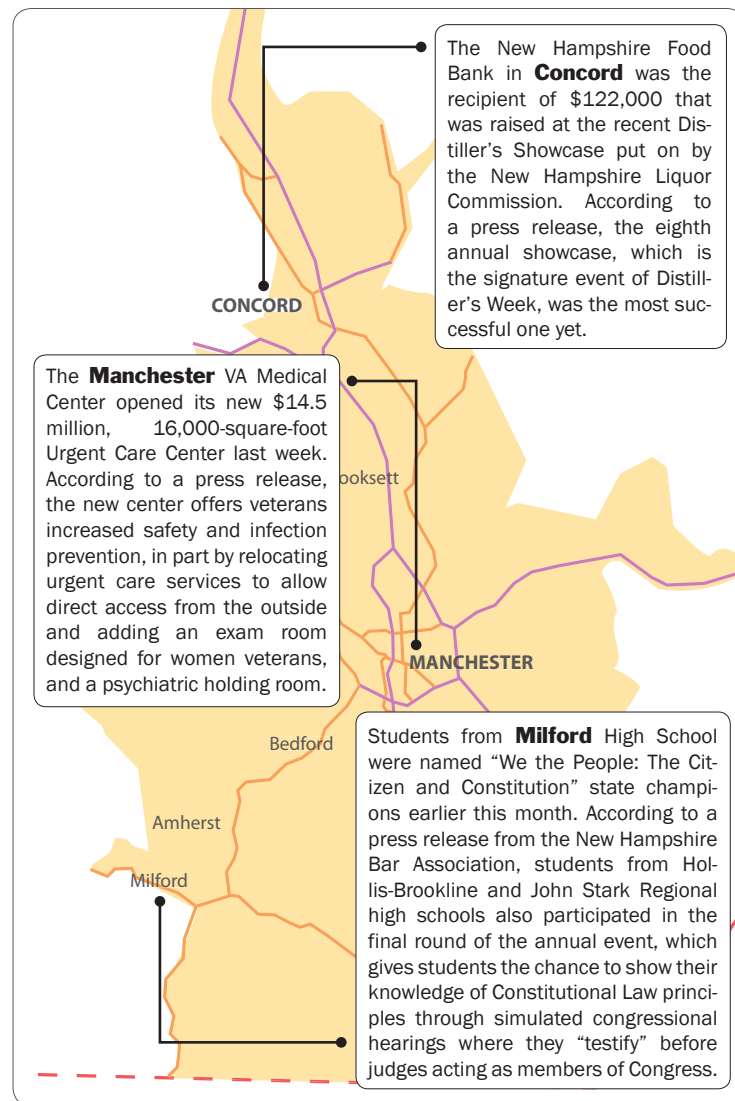 The New Hampshire Food
Bank in Concord was the
recipient of $122,000 that
was raised at the recent Dis-
tiller’s Showcase put on by
the New Hampshire Liquor
Commission. According to
a press release, the eighth
annual showcase, which is
the signature event of Distill-
er’s Week, was the most suc-
cessful one yet.
CONCORD
The Manchester VA Medical
Center opened its new $14.5
million, 16,000-square-foot
Urgent Care Center last week.
According to a press release,
the new center offers veterans
increased safety and infection
prevention, in part by relocating
urgent care services to allow
direct access from the outside
and adding an exam room
designed for women veterans,
and a psychiatric holding room.
ooksett
MANCHESTER
Bedford
Amherst
Milford
Students from Milford High School
were named “We the People: The Cit-
izen and Constitution” state champi-
ons earlier this month. According to a
press release from the New Hampshire
Bar Association, students from Hol-
lis-Brookline and John Stark Regional
high schools also participated in the
final round of the annual event, which
gives students the chance to show their
knowledge of Constitutional Law princi-
ples through simulated congressional
hearings where they “testify” before
judges acting as members of Congress.